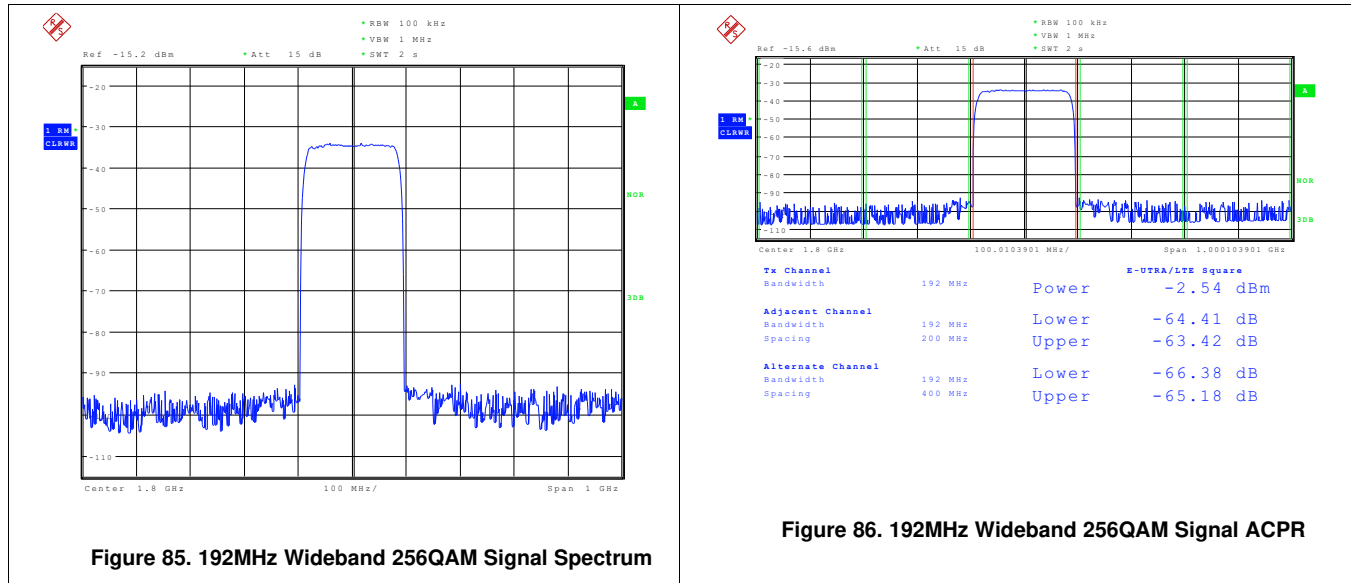 R S
* RBW 100 kHz
* VBW 1 MHz
Ref -15.2 dBm * Att 15 dB * SWT 2 s
-20
A
-30
1 RM *
CLRWR
-40
NOR
-50
-60
-70
3DB
-80
-90
-100
-110
Center 1.8 GHz 100 MHz/ Span 1 GHz
Figure 85. 192MHz Wideband 256QAM Signal Spectrum
R S
* RBW 100 kHz
* VBW 1 MHz
Ref -15.6 dBm * Att 15 dB * SWT 2 s
-20
-30
A
-40
-50
1 RM *
CLRWR
-60
-70
-80
NOR
-90
-100
3DB
-110
Center 1.8 GHz 100.0103901 MHz/ Span 1.000103901 GHz
Tx Channel E-UTRA/LTE Square
Bandwidth 192 MHz Power -2.54 dBm
Adjacent Channel
Bandwidth 192 MHz Lower -64.41 dB
Spacing 200 MHz Upper -63.42 dB
Alternate Channel
Bandwidth 192 MHz Lower -66.38 dB
Spacing 400 MHz Upper -65.18 dB
Figure 86. 192MHz Wideband 256QAM Signal ACPR